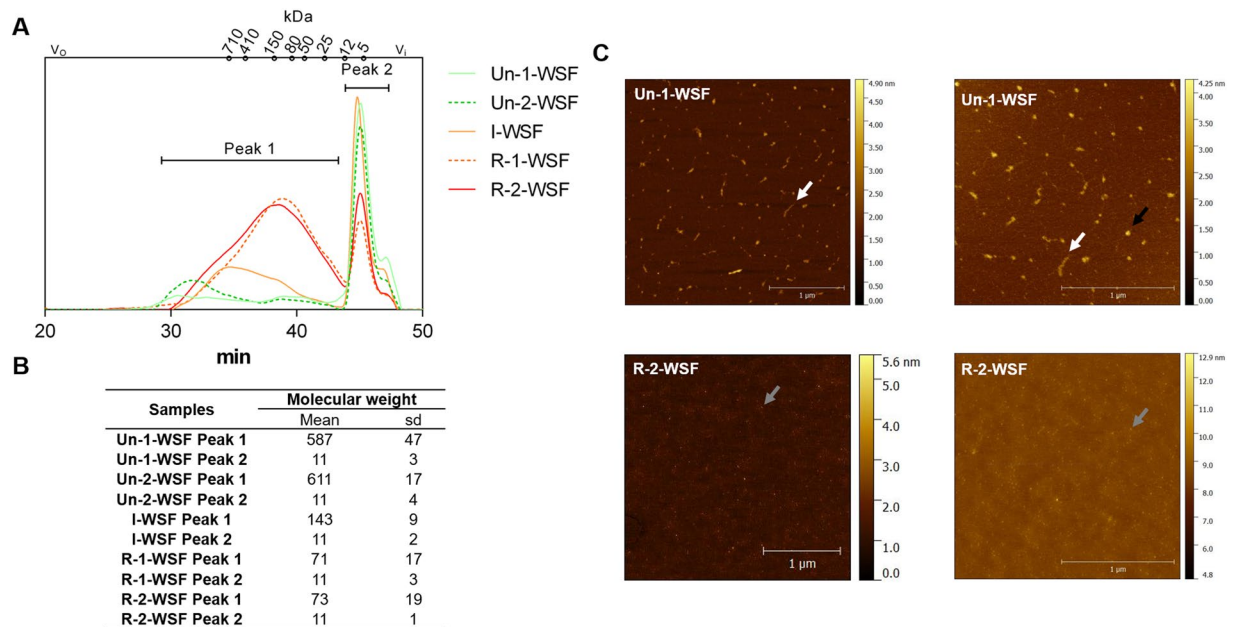 A
kDa
Vo
710
410
150
80
50
25
12
5
Vi
Peak 1
Peak 2
20
30
40
50
min
Un-1-WSF
Un-2-WSF
I-WSF
R-1-WSF
R-2-WSF
B
Samples
Molecular weight
Mean sd
Un-1-WSF Peak 1 587 47
Un-1-WSF Peak 2 11 3
Un-2-WSF Peak 1 611 17
Un-2-WSF Peak 2 11 4
I-WSF Peak 1 143 9
I-WSF Peak 2 11 2
R-1-WSF Peak 1 71 17
R-1-WSF Peak 2 11 3
R-2-WSF Peak 1 73 19
R-2-WSF Peak 2 11 1
C
Un-1-WSF
1 µm
4.90 nm
4.50
4.00
3.50
3.00
2.50
2.00
1.50
1.00
0.50
0.00
Un-1-WSF
1 µm
4.25 nm
3.50
3.00
2.50
2.00
1.50
1.00
0.50
0.00
R-2-WSF
1 µm
5.6 nm
5.0
4.0
3.0
2.0
1.0
0.0
R-2-WSF
1 µm
12.9 nm
12.0
11.0
10.0
9.0
8.0
7.0
6.0
4.8